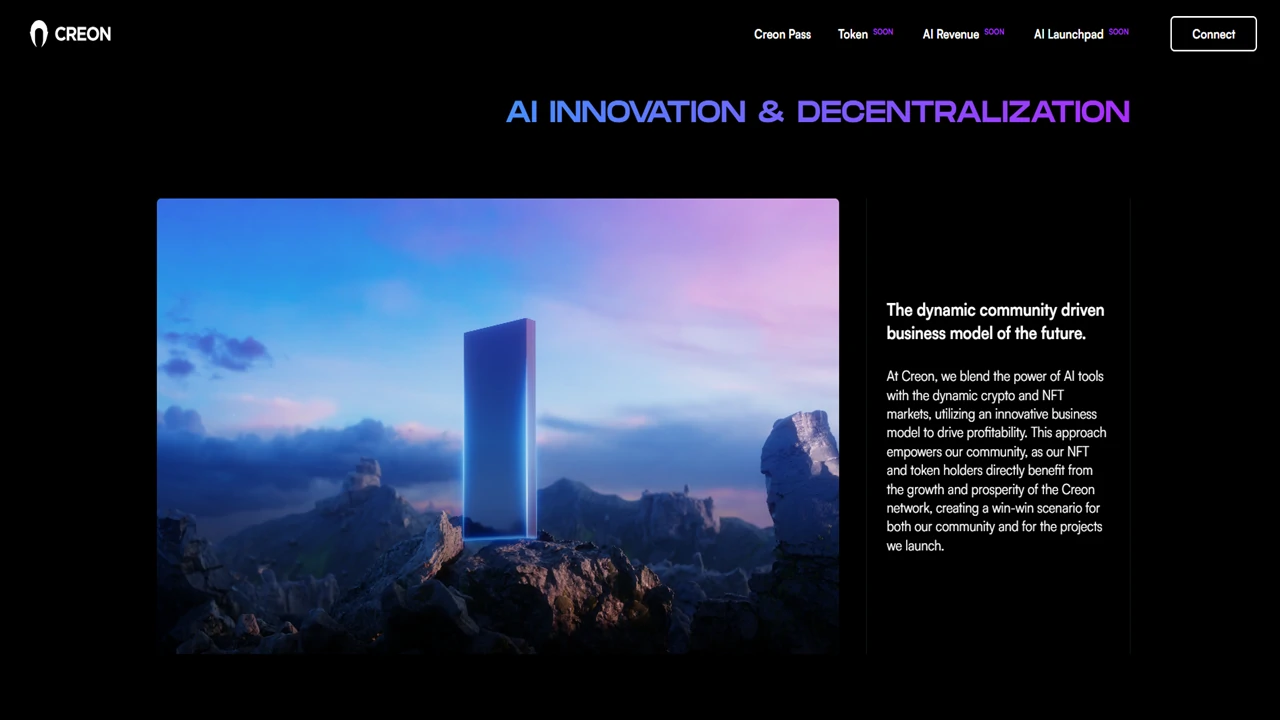 CREON
Creon Pass
Token SOON
AI Revenue SOON
AI Launchpad SOON
Connect
AI INNOVATION & DECENTRALIZATION
The dynamic community driven
business model of the future.
At Creon, we blend the power of AI tools
with the dynamic crypto and NFT
markets, utilizing an innovative business
model to drive profitability. This approach
empowers our community, as our NFT
and token holders directly benefit from
the growth and prosperity of the Creon
network, creating a win-win scenario for
both our community and for the projects
we launch.